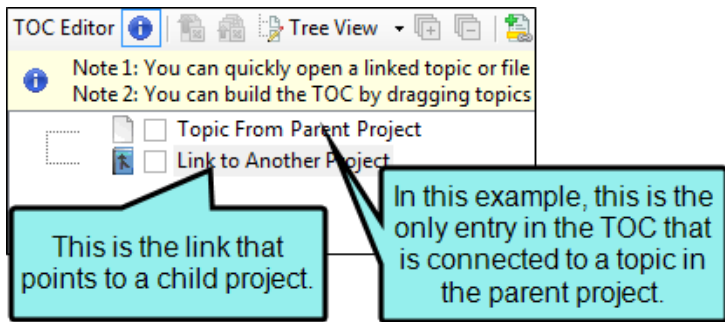 TOC Editor
Tree View
Note 1: You can quickly open a linked topic or file
Note 2: You can build the TOC by dragging topics
Topic From Parent Project
Link to Another Project
This is the link that
points to a child project.
In this example, this is the
only entry in the TOC that
is connected to a topic in
the parent project.